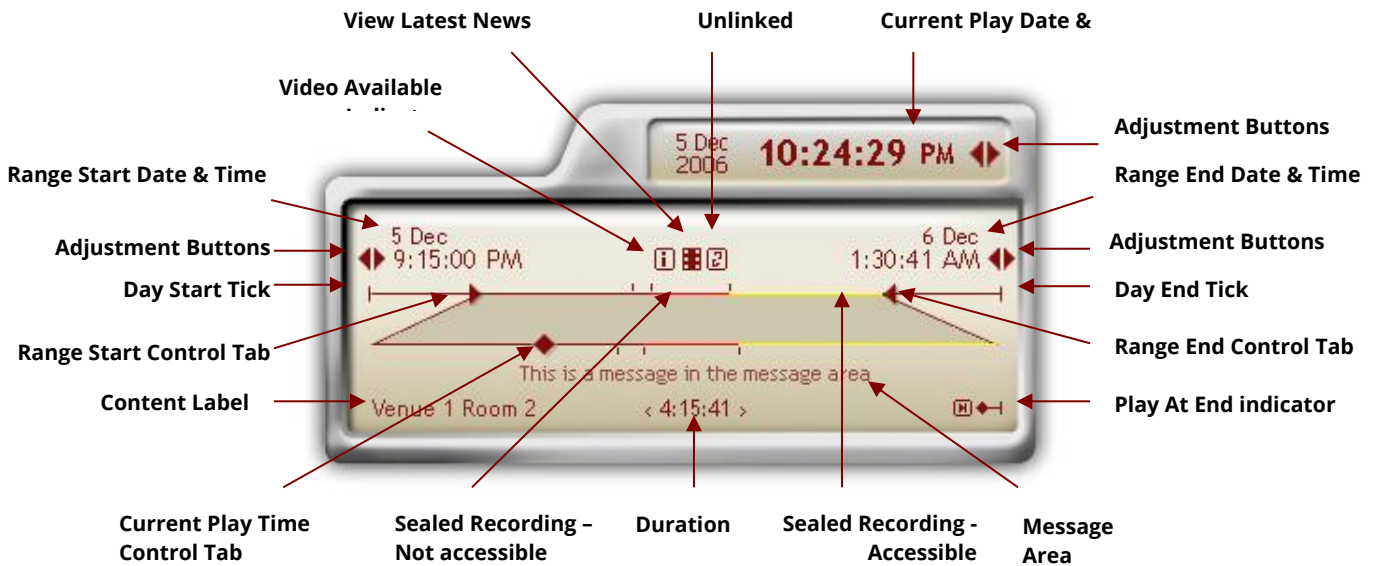 View Latest News
Unlinked
Current Play Date &
Video Available
Adjustment Buttons
5 Dec
2006
10:24:29 PM
Range Start Date & Time
Range End Date & Time
5 Dec
6 Dec
Adjustment Buttons
9:15:00 PM
i
1:30:41 AM
Adjustment Buttons
Day Start Tick
Day End Tick
Range Start Control Tab
Range End Control Tab
This is a message in the message area
Content Label
Venue 1 Room 2
‹ 4:15:41 ›
Play At End indicator
Current Play Time
Control Tab
Sealed Recording –
Not accessible
Duration
Sealed Recording -
Accessible
Message
Area